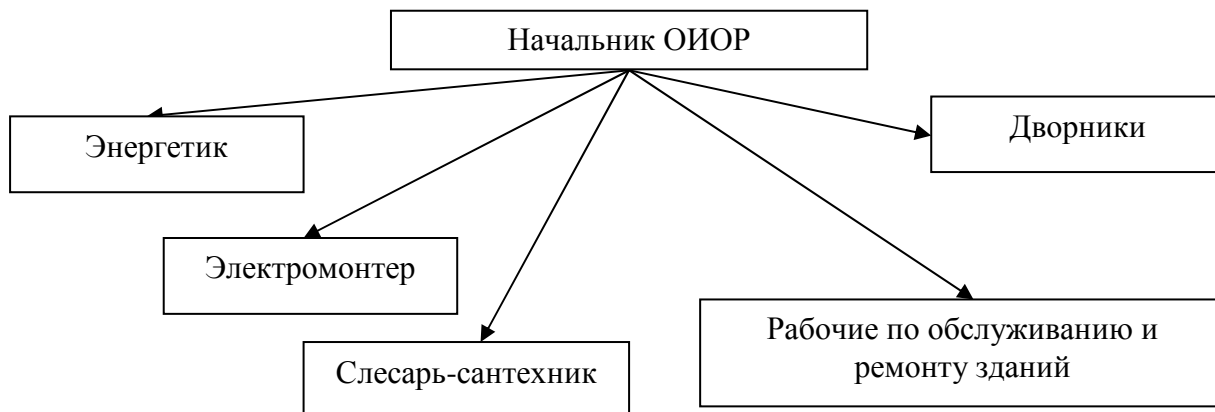 Начальник ОИОР
Энергетик
Дворники
Электромонтер
Слесарь-сантехник
Рабочие по обслуживанию и
ремонту зданий